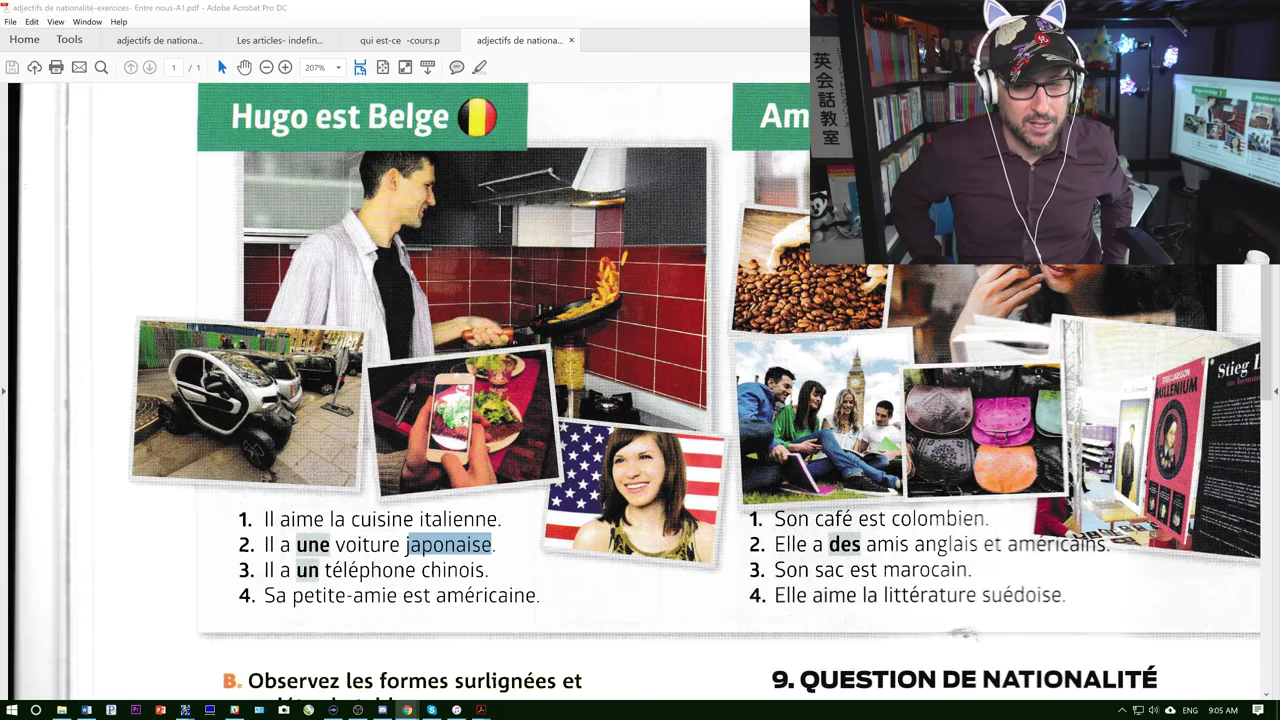 adjectifs de nationalité-exercices- Entre nous-A1.pdf - Adobe Acrobat Pro DC
File Edit View Window Help
Home Tools adjectifs de nationa... Les articles- indefin... qui est-ce -cours.p adjectifs de nationa... ×
1 / 1 207%
英会話教室
Hugo est Belge
Am
STIEG LARSSON
MILLENIUM
Stieg L
1. Il aime la cuisine italienne.
2. Il a une voiture japonaise.
3. Il a un téléphone chinois.
4. Sa petite-amie est américaine.
1. Son café est colombien.
2. Elle a des amis anglais et américains.
3. Son sac est marocain.
4. Elle aime la littérature suédoise.
B. Observez les formes surlignées et
9. QUESTION DE NATIONALITÉ
ENG 9:05 AM